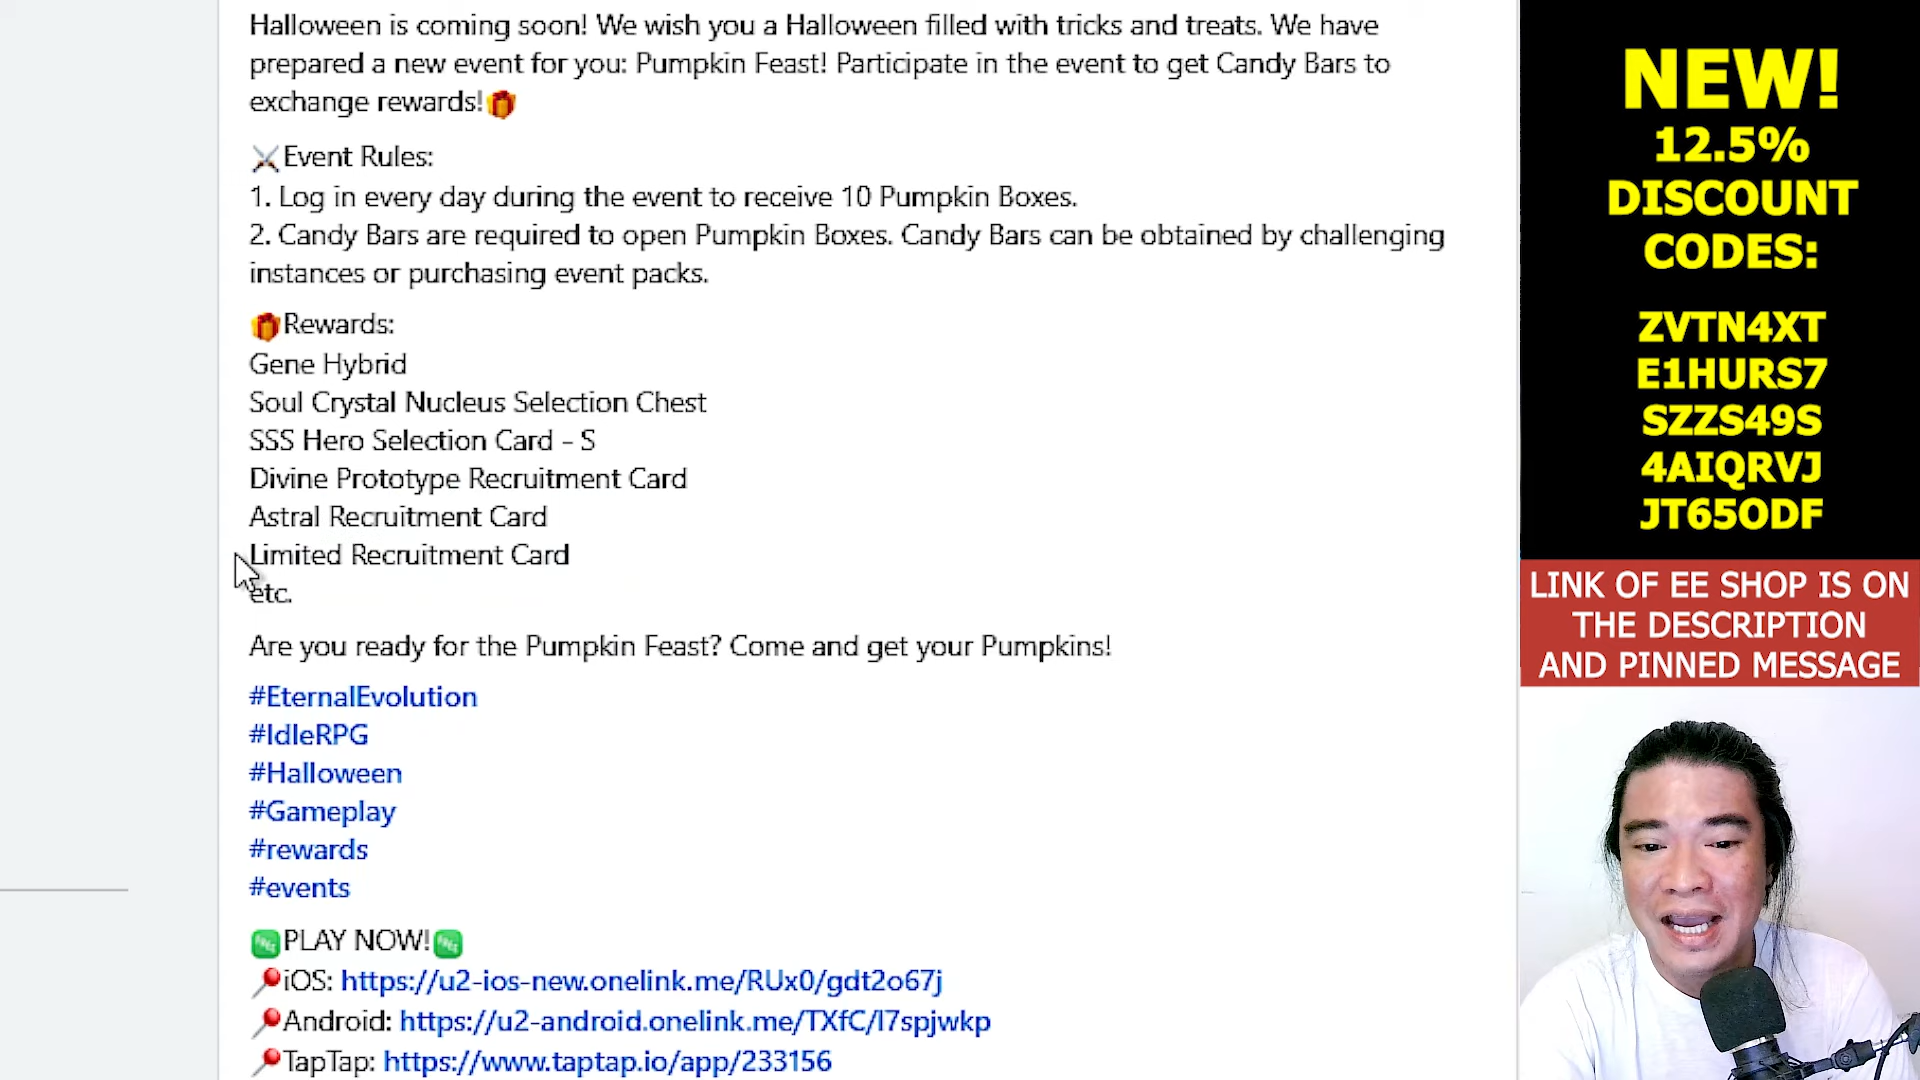 Halloween is coming soon! We wish you a Halloween filled with tricks and treats. We have
prepared a new event for you: Pumpkin Feast! Participate in the event to get Candy Bars to
exchange rewards!
Event Rules:
1. Log in every day during the event to receive 10 Pumpkin Boxes.
2. Candy Bars are required to open Pumpkin Boxes. Candy Bars can be obtained by challenging
instances or purchasing event packs.
Rewards:
Gene Hybrid
Soul Crystal Nucleus Selection Chest
SSS Hero Selection Card - S
Divine Prototype Recruitment Card
Astral Recruitment Card
Limited Recruitment Card
etc.
Are you ready for the Pumpkin Feast? Come and get your Pumpkins!
#EternalEvolution
#IdleRPG
#Halloween
#Gameplay
#rewards
#events
PLAY NOW!
iOS: https://u2-ios-new.onelink.me/RUx0/gdt2o67j
Android: https://u2-android.onelink.me/TXfC/l7spjwkp
TapTap: https://www.taptap.io/app/233156
NEW!
12.5%
DISCOUNT
CODES:
ZVTN4XT
E1HURS7
SZZS49S
4AIQRVJ
JT65ODF
LINK OF EE SHOP IS ON
THE DESCRIPTION
AND PINNED MESSAGE